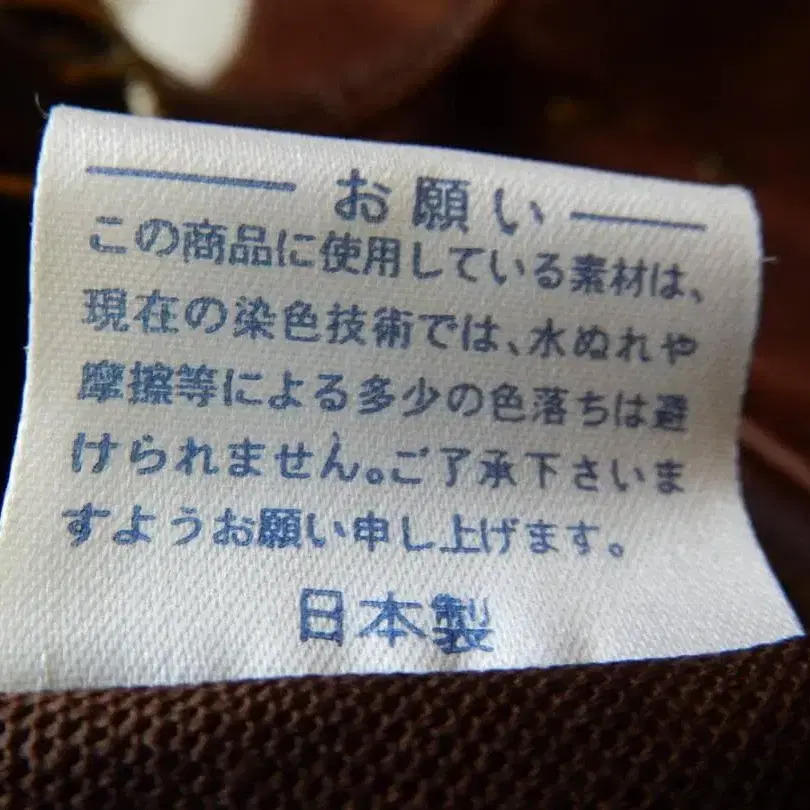 お願い
この商品に使用している素材は、
現在の染色技術では、水ぬれや
摩擦等による多少の色落ちは避
けられません。ご了承下さいま
すようお願い申し上げます。
日本製